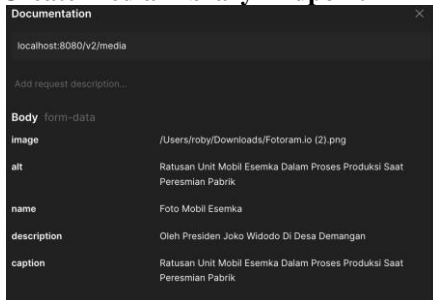 Documentation
localhost:8080/v2/media
Add request description...
Body form-data
image /Users/roby/Downloads/Fotoram.io (2).png
alt Ratusan Unit Mobil Esemka Dalam Proses Produksi Saat
Peresmian Pabrik
name Foto Mobil Esemka
description Oleh Presiden Joko Widodo Di Desa Demangan
caption Ratusan Unit Mobil Esemka Dalam Proses Produksi Saat
Peresmian Pabrik